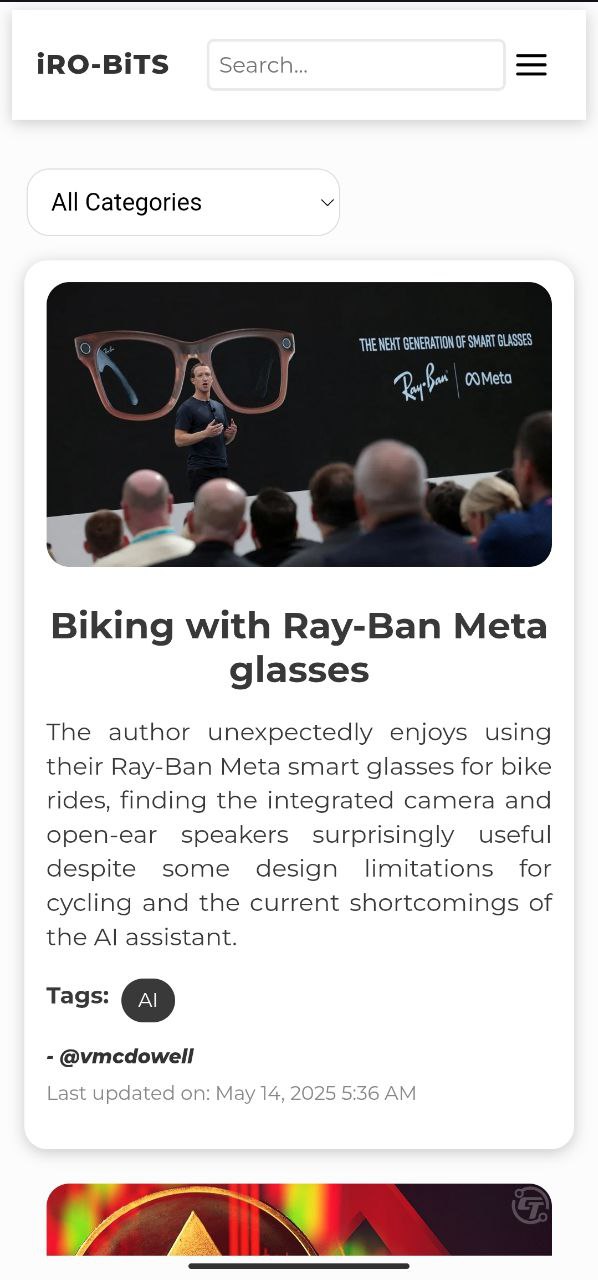 iRO-BiTS
Search...
All Categories
THE NEXT GENERATION OF SMART GLASSES
Ray-Ban
Meta
Biking with Ray-Ban Meta
glasses
The author unexpectedly enjoys using
their Ray-Ban Meta smart glasses for bike
rides, finding the integrated camera and
open-ear speakers surprisingly useful
despite some design limitations for
cycling and the current shortcomings of
the AI assistant.
Tags: AI
- @vmcdowell
Last updated on: May 14, 2025 5:36 AM